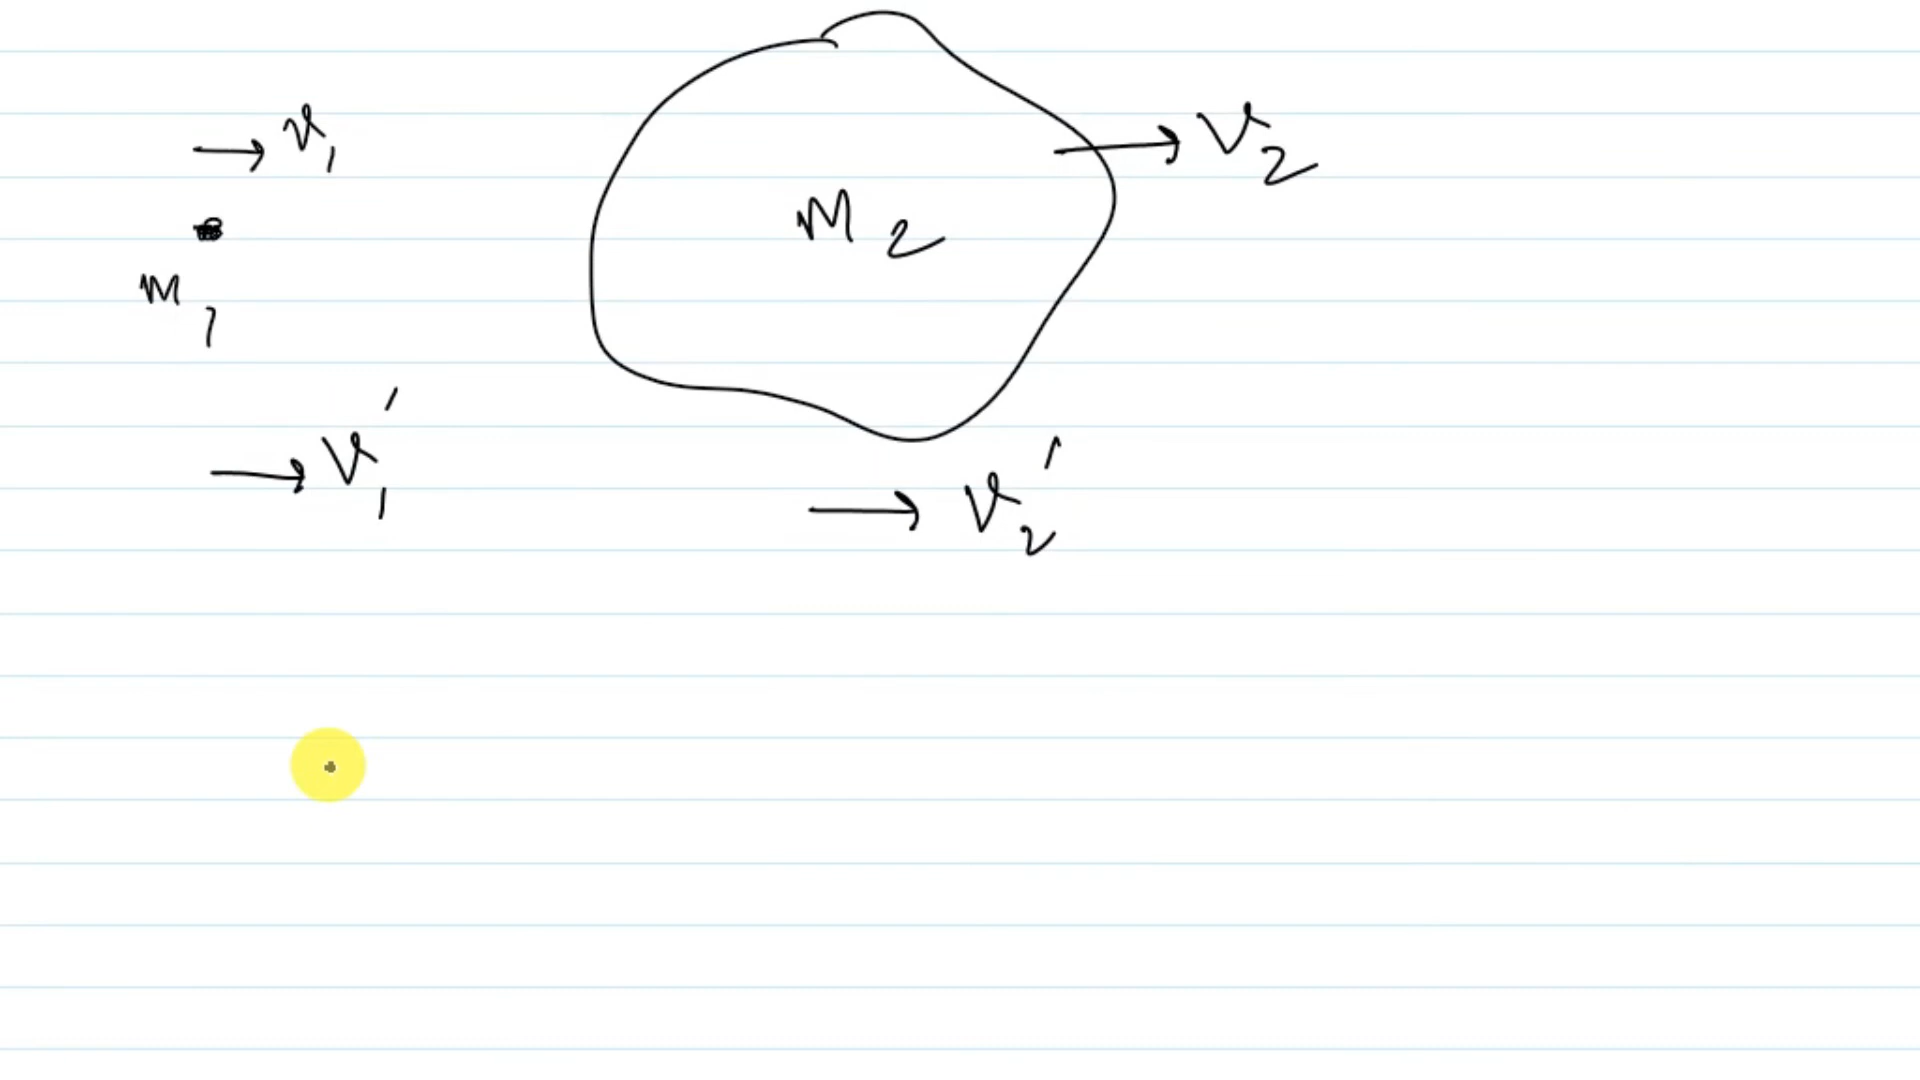 → v₁
→ v₂
m₂
m₁
→ v₁'
→ v₂'